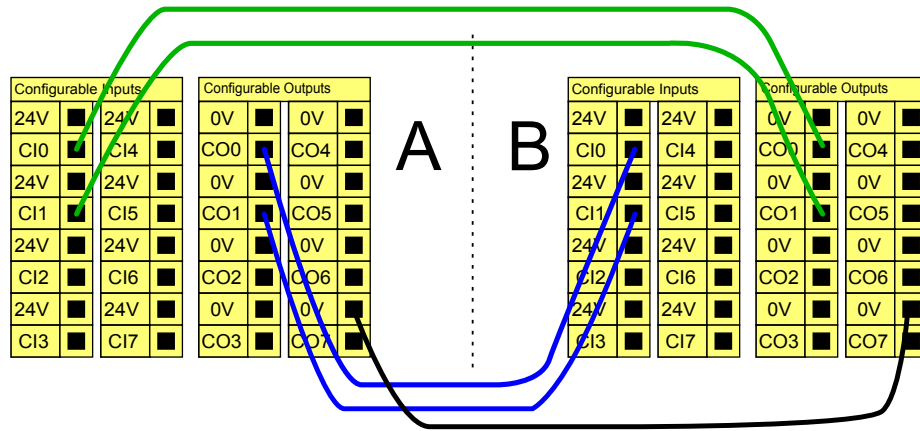 Configurable Inputs
24V 24V
CI0 CI4
24V 24V
CI1 CI5
24V 24V
CI2 CI6
24V 24V
CI3 CI7
Configurable Outputs
0V 0V
CO0 CO4
0V 0V
CO1 CO5
0V 0V
CO2 CO6
0V 0V
CO3 CO7
A
B
Configurable Inputs
24V 24V
CI0 CI4
24V 24V
CI1 CI5
24V 24V
CI2 CI6
24V 24V
CI3 CI7
Configurable Outputs
0V 0V
CO0 CO4
0V 0V
CO1 CO5
0V 0V
CO2 CO6
0V 0V
CO3 CO7